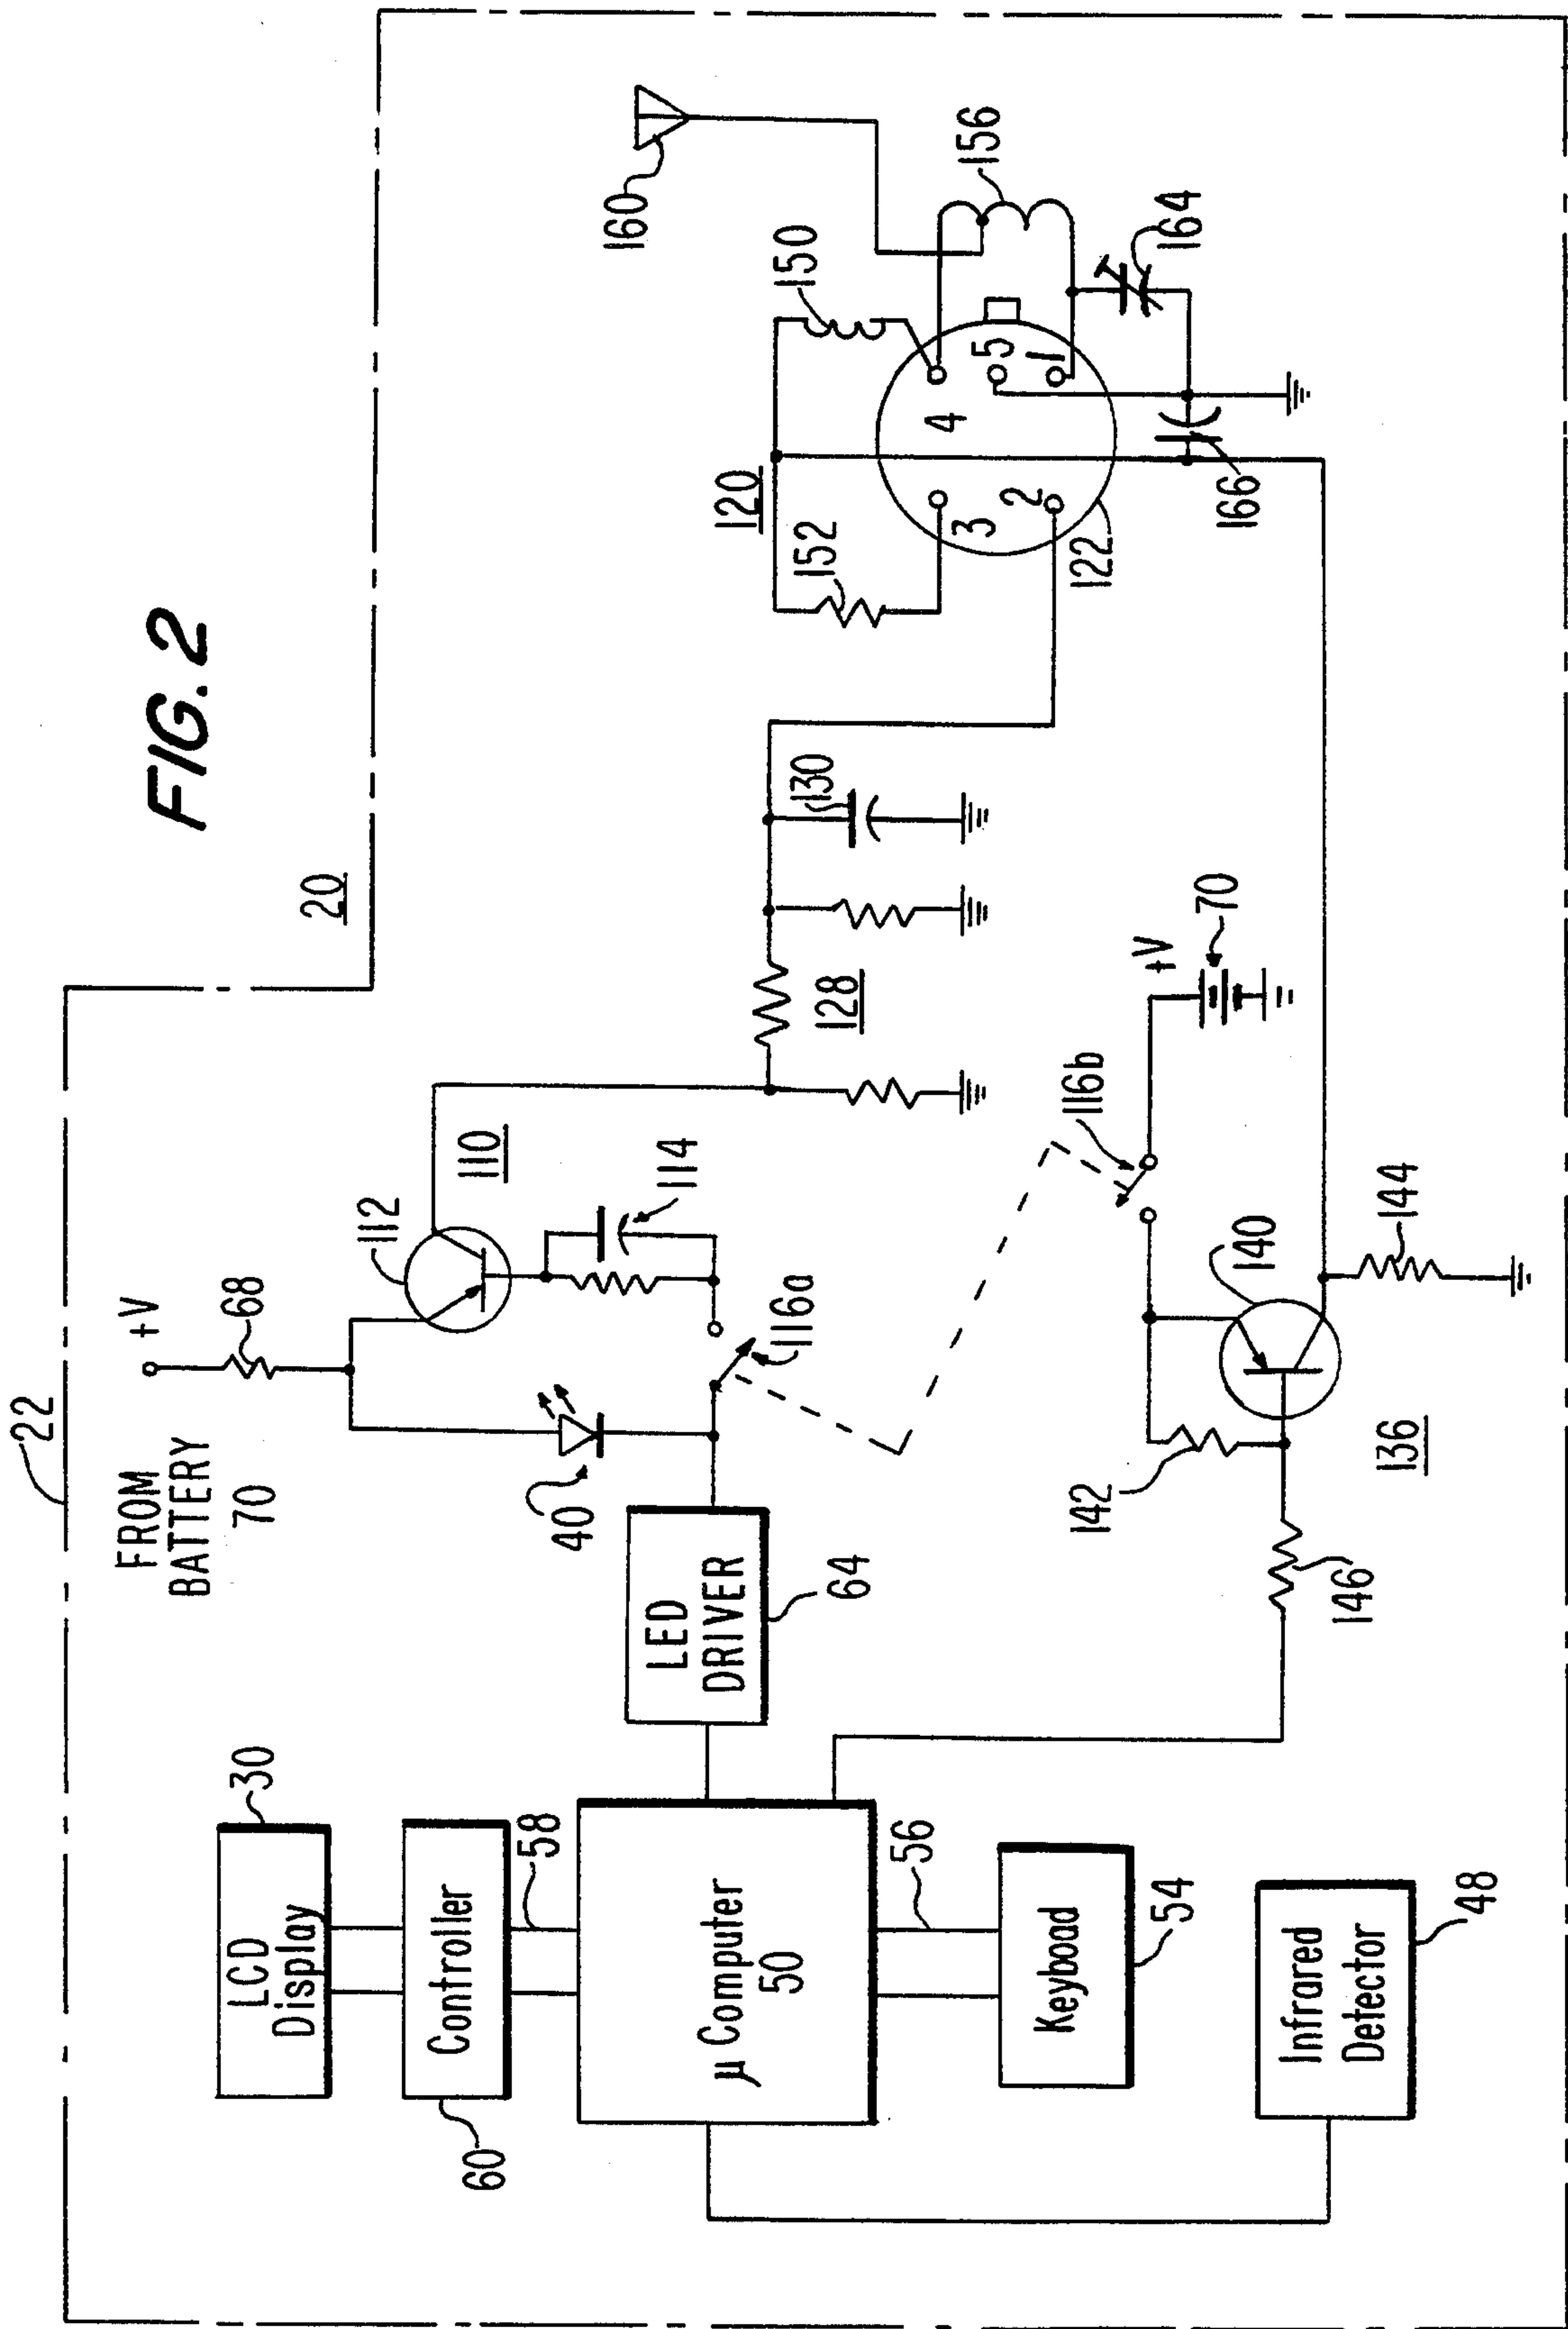 FIG. 2
22
20
FROM
BATTERY
70
+V
68
112
110
114
116a
40
LED
DRIVER
64
LCD
Display
30
Controller
60
58
µ Computer
50
56
Keyboad
54
Infrared
Detector
48
128
130
120
152
150
160
156
164
166
122
1
2
3
4
5
116b
+V
70
136
140
142
144
146